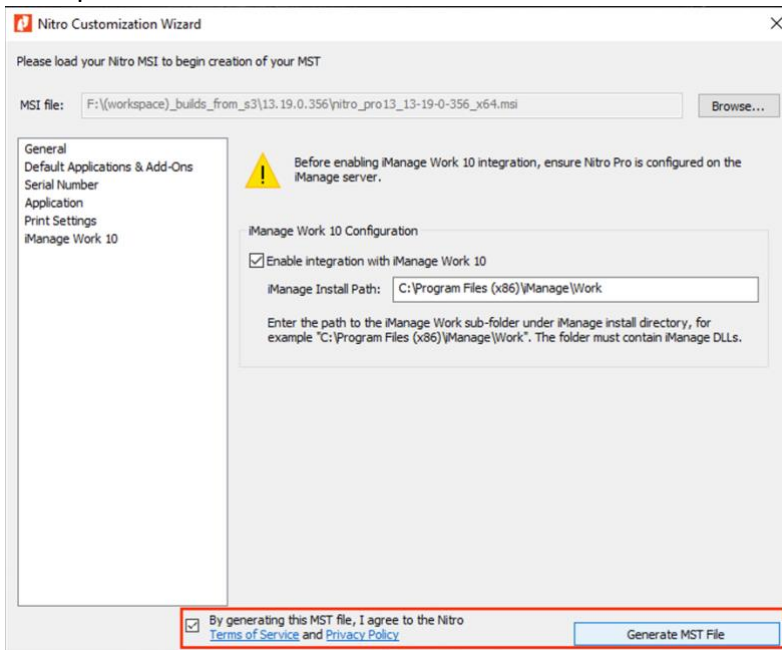 Nitro Customization Wizard
Please load your Nitro MSI to begin creation of your MST
MSI file: F:\(workspace)_builds_from_s3\13.19.0.356\nitro_pro13_13-19-0-356_x64.msi Browse...
General
Default Applications & Add-Ons
Serial Number
Application
Print Settings
iManage Work 10
Before enabling iManage Work 10 integration, ensure Nitro Pro is configured on the
iManage server.
iManage Work 10 Configuration
Enable integration with iManage Work 10
iManage Install Path: C:\Program Files (x86)\iManage\Work
Enter the path to the iManage Work sub-folder under iManage install directory, for
example "C:\Program Files (x86)\iManage\Work". The folder must contain iManage DLLs.
By generating this MST file, I agree to the Nitro
Terms of Service and Privacy Policy
Generate MST File